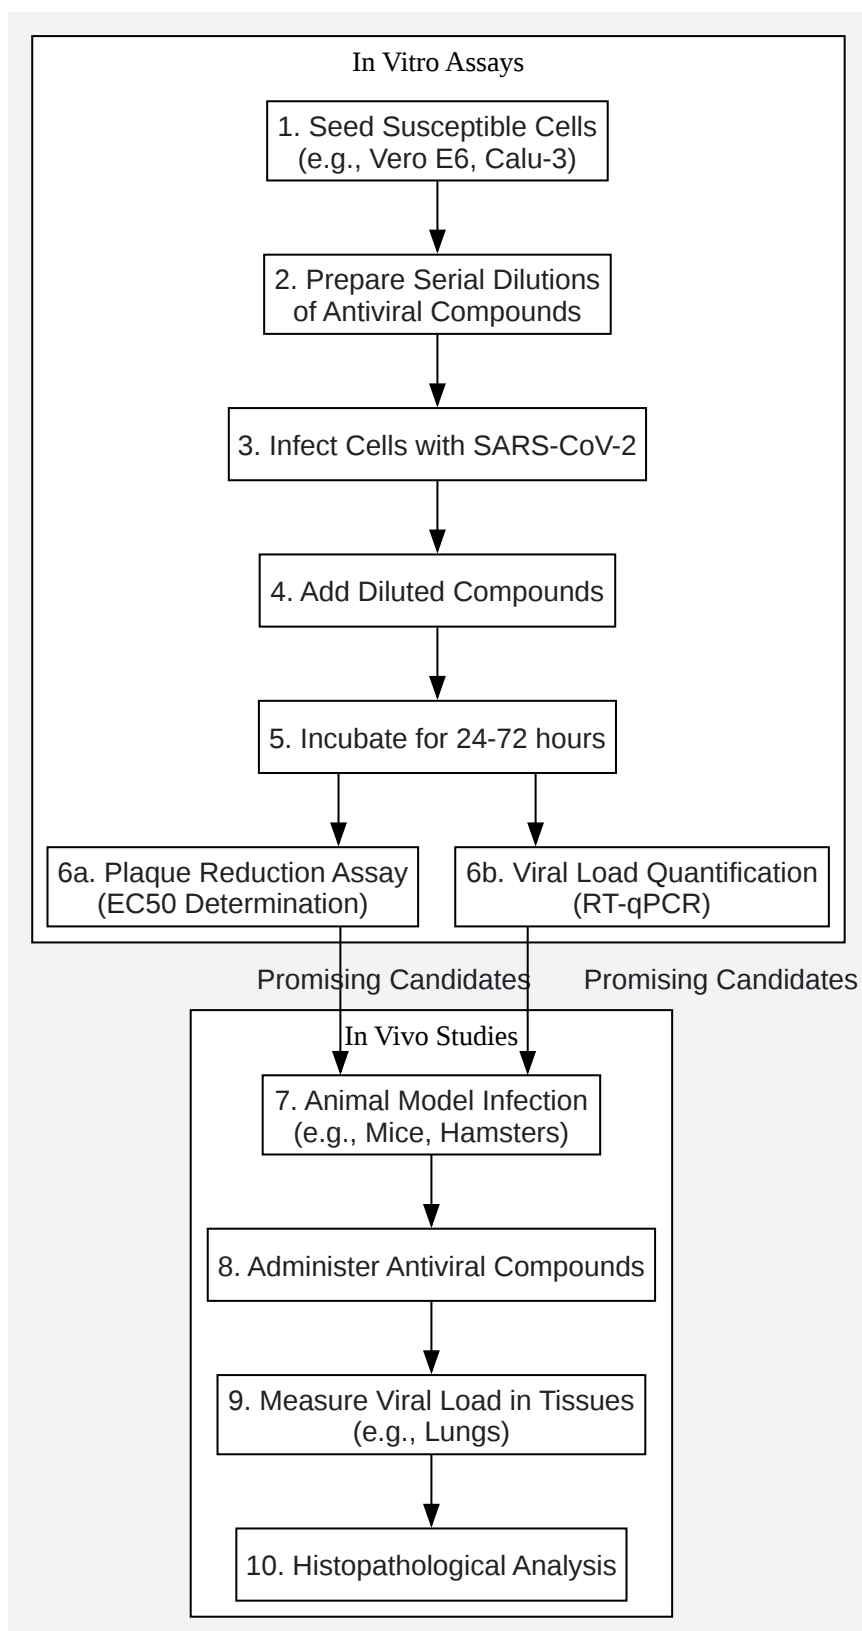 In Vitro Assays
1. Seed Susceptible Cells
(e.g., Vero E6, Calu-3)
2. Prepare Serial Dilutions
of Antiviral Compounds
3. Infect Cells with SARS-CoV-2
4. Add Diluted Compounds
5. Incubate for 24-72 hours
6a. Plaque Reduction Assay
(EC50 Determination)
6b. Viral Load Quantification
(RT-qPCR)
Promising Candidates
Promising Candidates
In Vivo Studies
7. Animal Model Infection
(e.g., Mice, Hamsters)
8. Administer Antiviral Compounds
9. Measure Viral Load in Tissues
(e.g., Lungs)
10. Histopathological Analysis